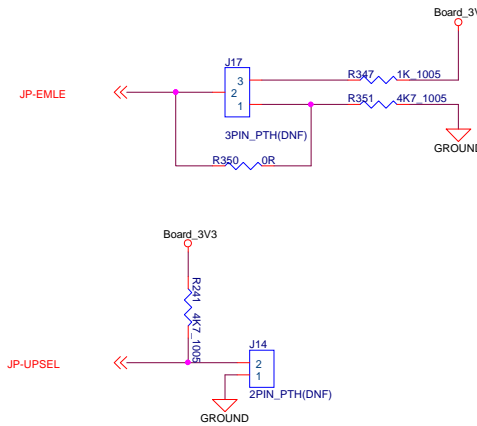 Board_3V
J17
R347 1K_1005
3
JP-EMLE
2
1
R351 4K7_1005
3PIN_PTH(DNF)
GROUND
R350 0R
Board_3V3
R241 4K7_1005
J14
JP-UPSEL
2
1
2PIN_PTH(DNF)
GROUND